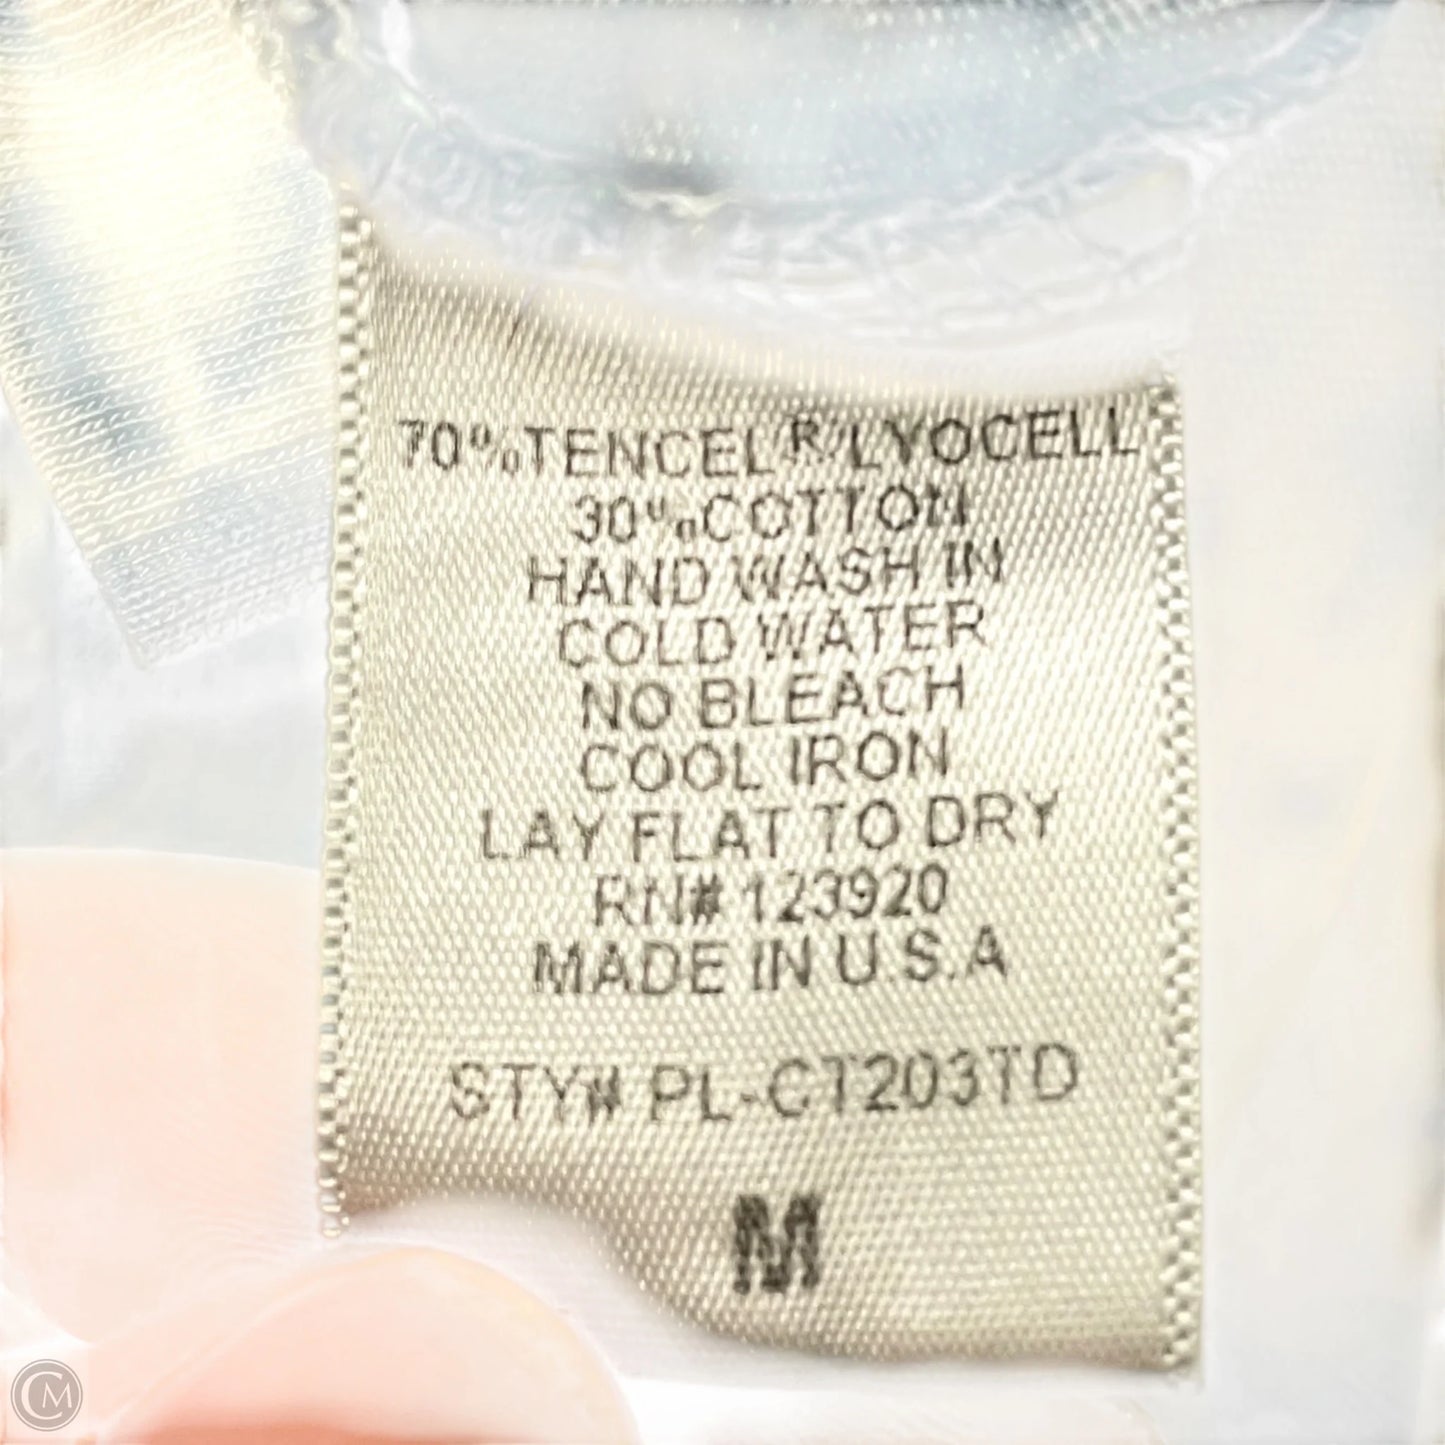 70%TENCEL®LYOCELL
30%COTTON
HAND WASH IN
COLD WATER
NO BLEACH
COOL IRON
LAY FLAT TO DRY
RN# 123920
MADE IN U.S.A
STY# PL-CT203TD
M
CM